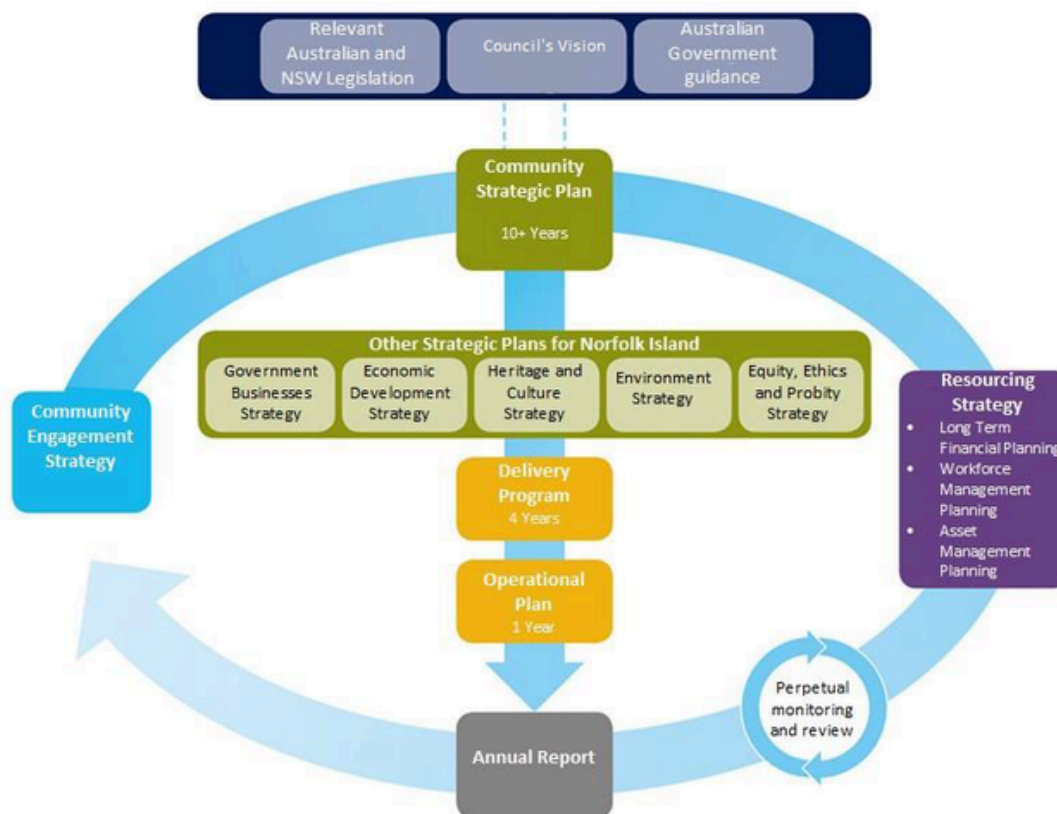 Relevant
Australian and
NSW Legislation
Council's Vision
Australian
Government
guidance
Community
Strategic Plan
10+ Years
Other Strategic Plans for Norfolk Island
Government
Businesses
Strategy
Economic
Development
Strategy
Heritage and
Culture
Strategy
Environment
Strategy
Equity, Ethics
and Probity
Strategy
Community
Engagement
Strategy
Resourcing
Strategy
• Long Term
Financial Planning
• Workforce
Management
Planning
• Asset
Management
Planning
Delivery
Program
4 Years
Operational
Plan
1 Year
Perpetual
monitoring
and review
Annual Report